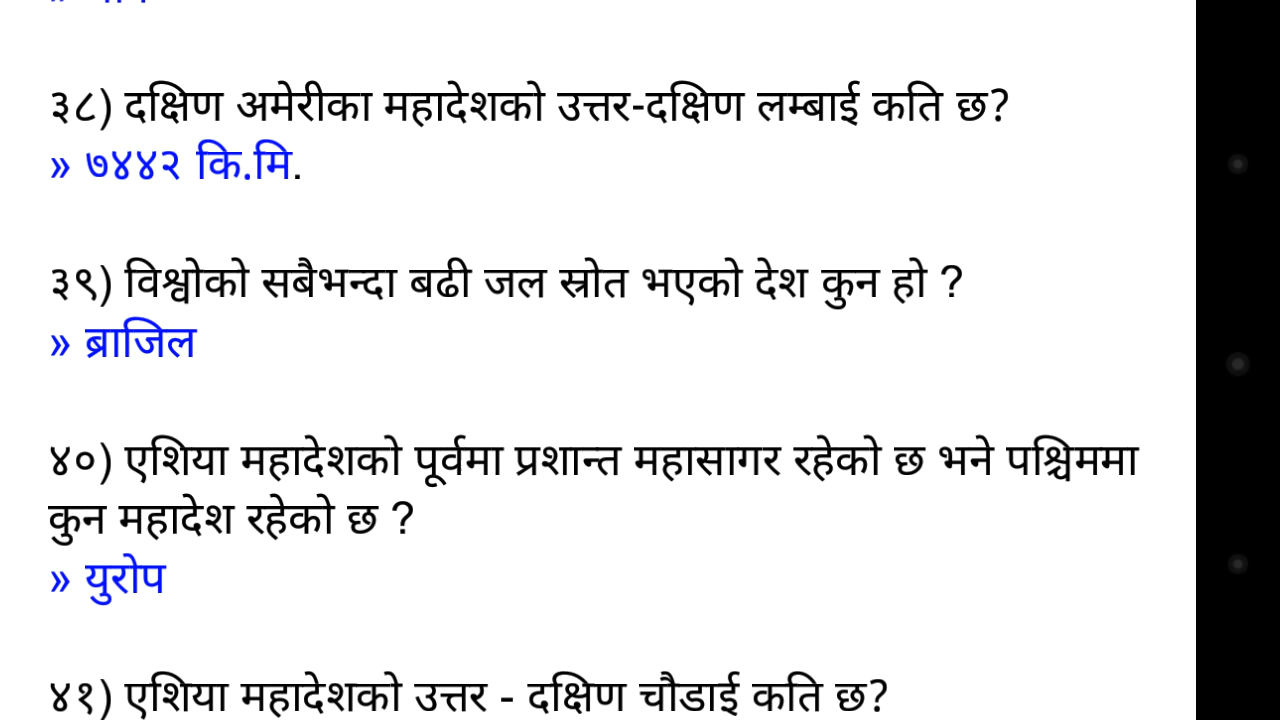 ३८) दक्षिण अमेरीका महादेशको उत्तर-दक्षिण लम्बाई कति छ?
» ७४४२ कि.मि.
३९) विश्वोको सबैभन्दा बढी जल स्रोत भएको देश कुन हो ?
» ब्राजिल
४०) एशिया महादेशको पूर्वमा प्रशान्त महासागर रहेको छ भने पश्चिममा
कुन महादेश रहेको छ ?
» युरोप
४१) एशिया महादेशको उत्तर - दक्षिण चौडाई कति छ?